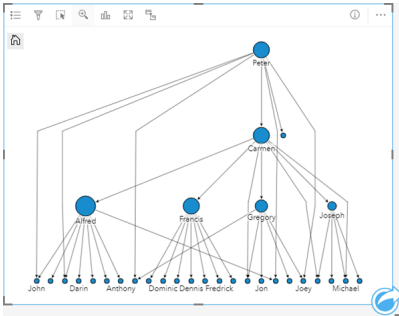 Peter
Carmen
Alfred Francis Gregory Joseph
John Darin Anthony Dominic Dennis Fredrick Jon Joey Michael